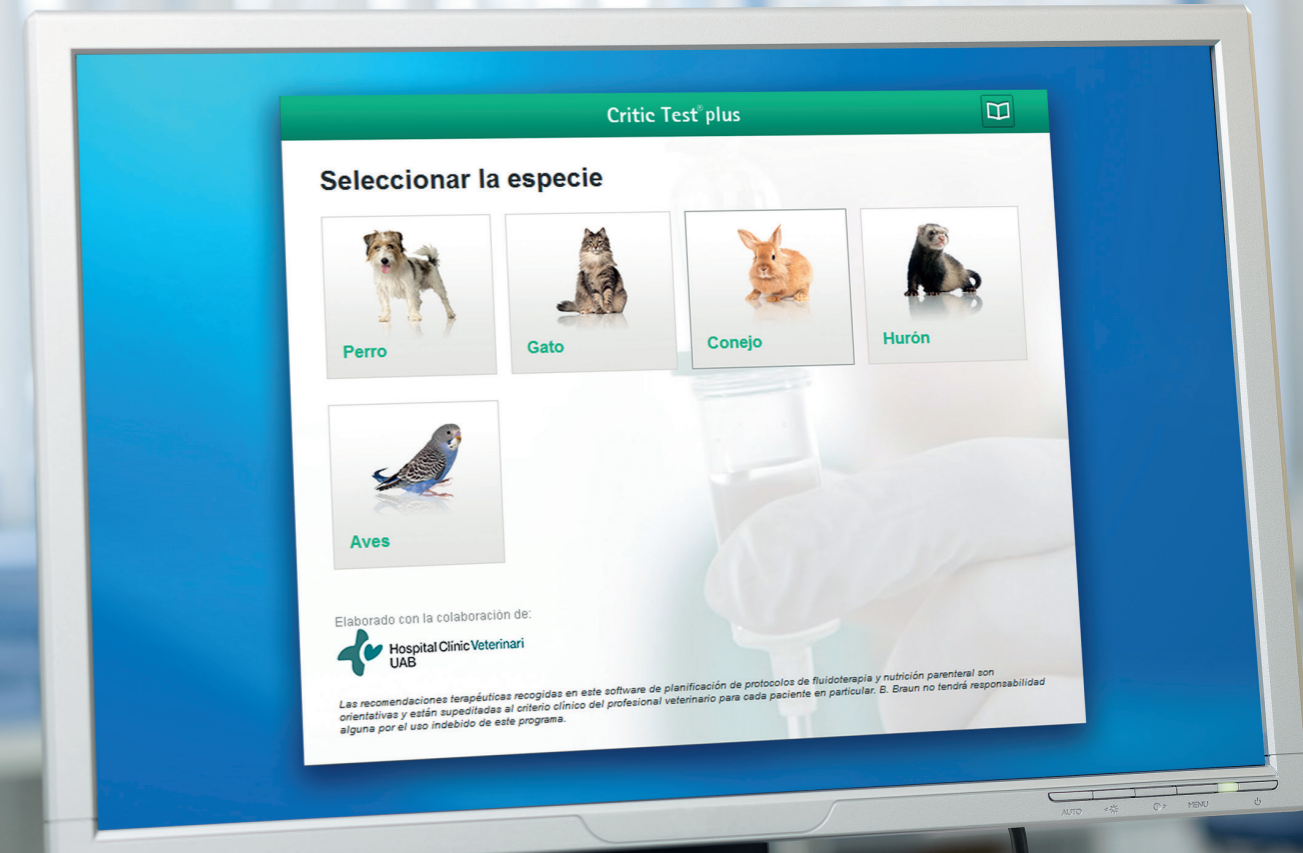 Critic Test® plus
Seleccionar la especie
Perro
Gato
Conejo
Hurón
Aves
Elaborado con la colaboración de:
Hospital Clínic Veterinari
UAB
Las recomendaciones terapéuticas recogidas en este software de planificación de protocolos de fluidoterapia y nutrición parenteral son
orientativas y están supeditadas al criterio clínico del profesional veterinario para cada paciente en particular. B. Braun no tendrá responsabilidad
alguna por el uso indebido de este programa.
AUTO
MENU